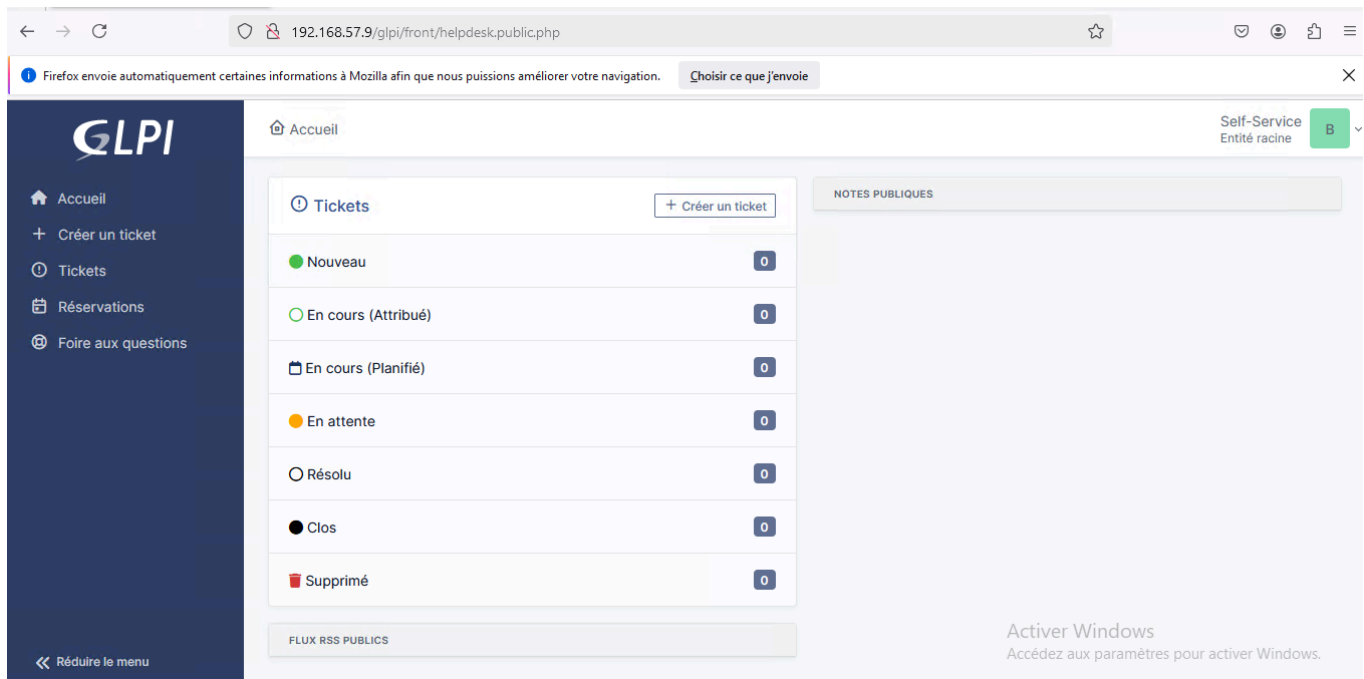 192.168.57.9/glpi/front/helpdesk.public.php
Firefox envoie automatiquement certaines informations à Mozilla afin que nous puissions améliorer votre navigation.
Choisir ce que j'envoie
GLPI
Accueil
Créer un ticket
Tickets
Réservations
Foire aux questions
Réduire le menu
Accueil
Self-Service
Entité racine
B
Tickets
+ Créer un ticket
Nouveau 0
En cours (Attribué) 0
En cours (Planifié) 0
En attente 0
Résolu 0
Clos 0
Supprimé 0
FLUX RSS PUBLICS
NOTES PUBLIQUES
Activer Windows
Accédez aux paramètres pour activer Windows.